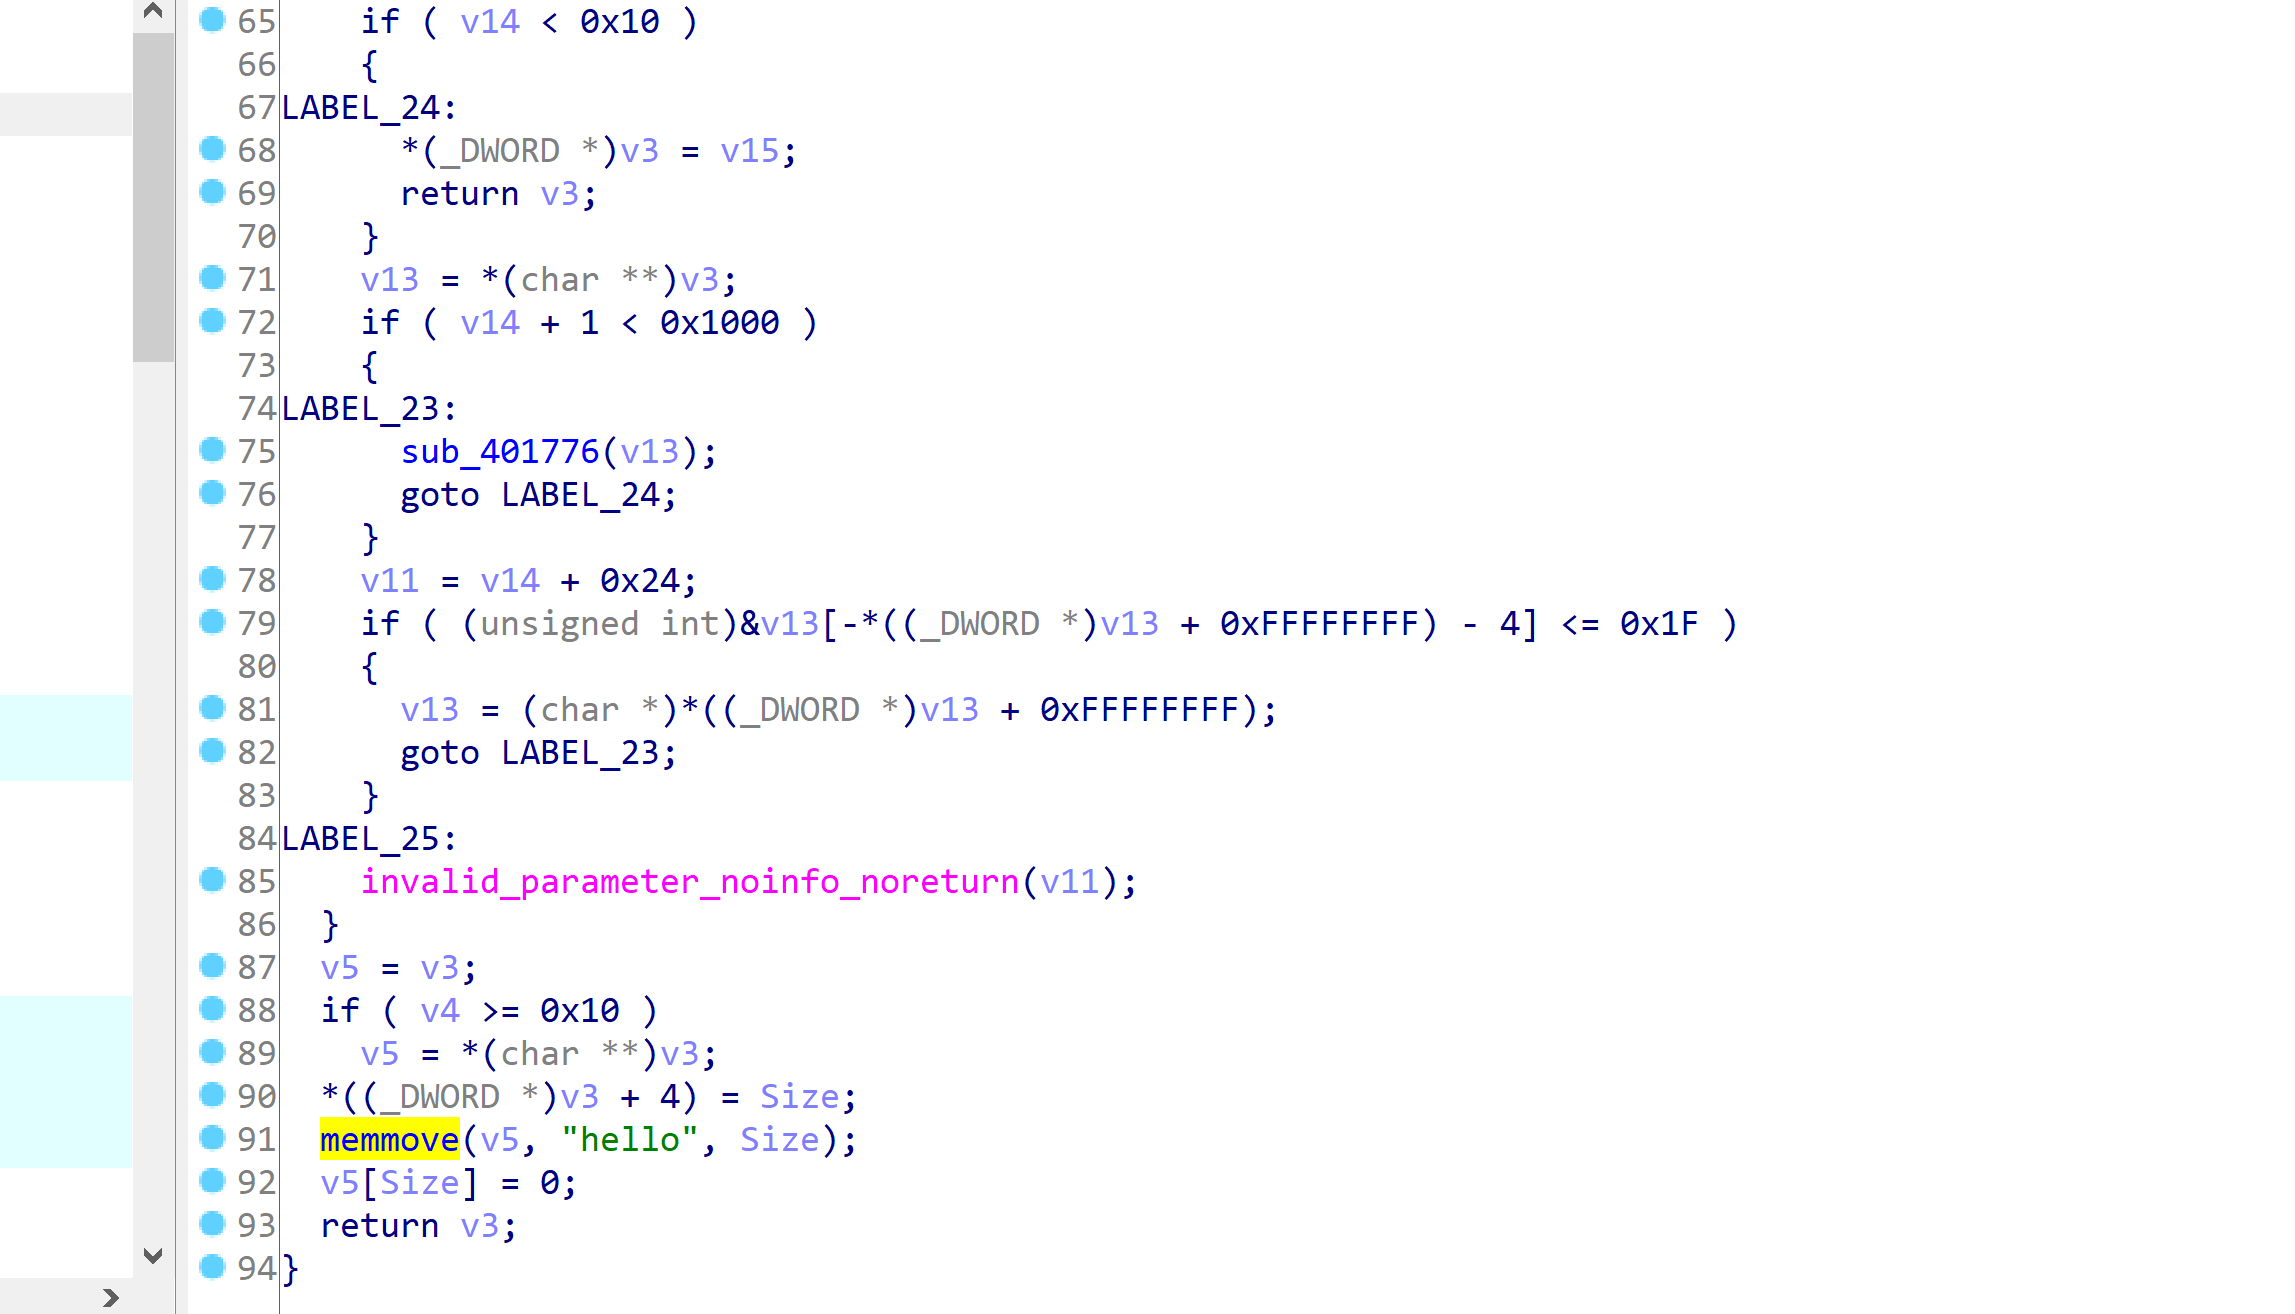 65 if ( v14 < 0x10 )
66 {
67 LABEL_24:
68 *(_DWORD *)v3 = v15;
69 return v3;
70 }
71 v13 = *(char **)v3;
72 if ( v14 + 1 < 0x1000 )
73 {
74 LABEL_23:
75 sub_401776(v13);
76 goto LABEL_24;
77 }
78 v11 = v14 + 0x24;
79 if ( (unsigned int)&v13[-*((_DWORD *)v13 + 0xFFFFFFFF) - 4] <= 0x1F )
80 {
81 v13 = (char *)*((_DWORD *)v13 + 0xFFFFFFFF);
82 goto LABEL_23;
83 }
84 LABEL_25:
85 invalid_parameter_noinfo_noreturn(v11);
86 }
87 v5 = v3;
88 if ( v4 >= 0x10 )
89 v5 = *(char **)v3;
90 *((_DWORD *)v3 + 4) = Size;
91 memmove(v5, "hello", Size);
92 v5[Size] = 0;
93 return v3;
94 }